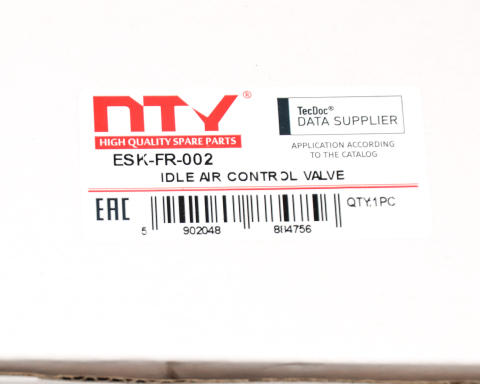 NTY®
HIGH QUALITY SPARE PARTS
TecDoc®
DATA SUPPLIER
APPLICATION ACCORDING
TO THE CATALOG
ESK-FR-002
IDLE AIR CONTROL VALVE
EAC
QTY.1PC
5 902048 884756